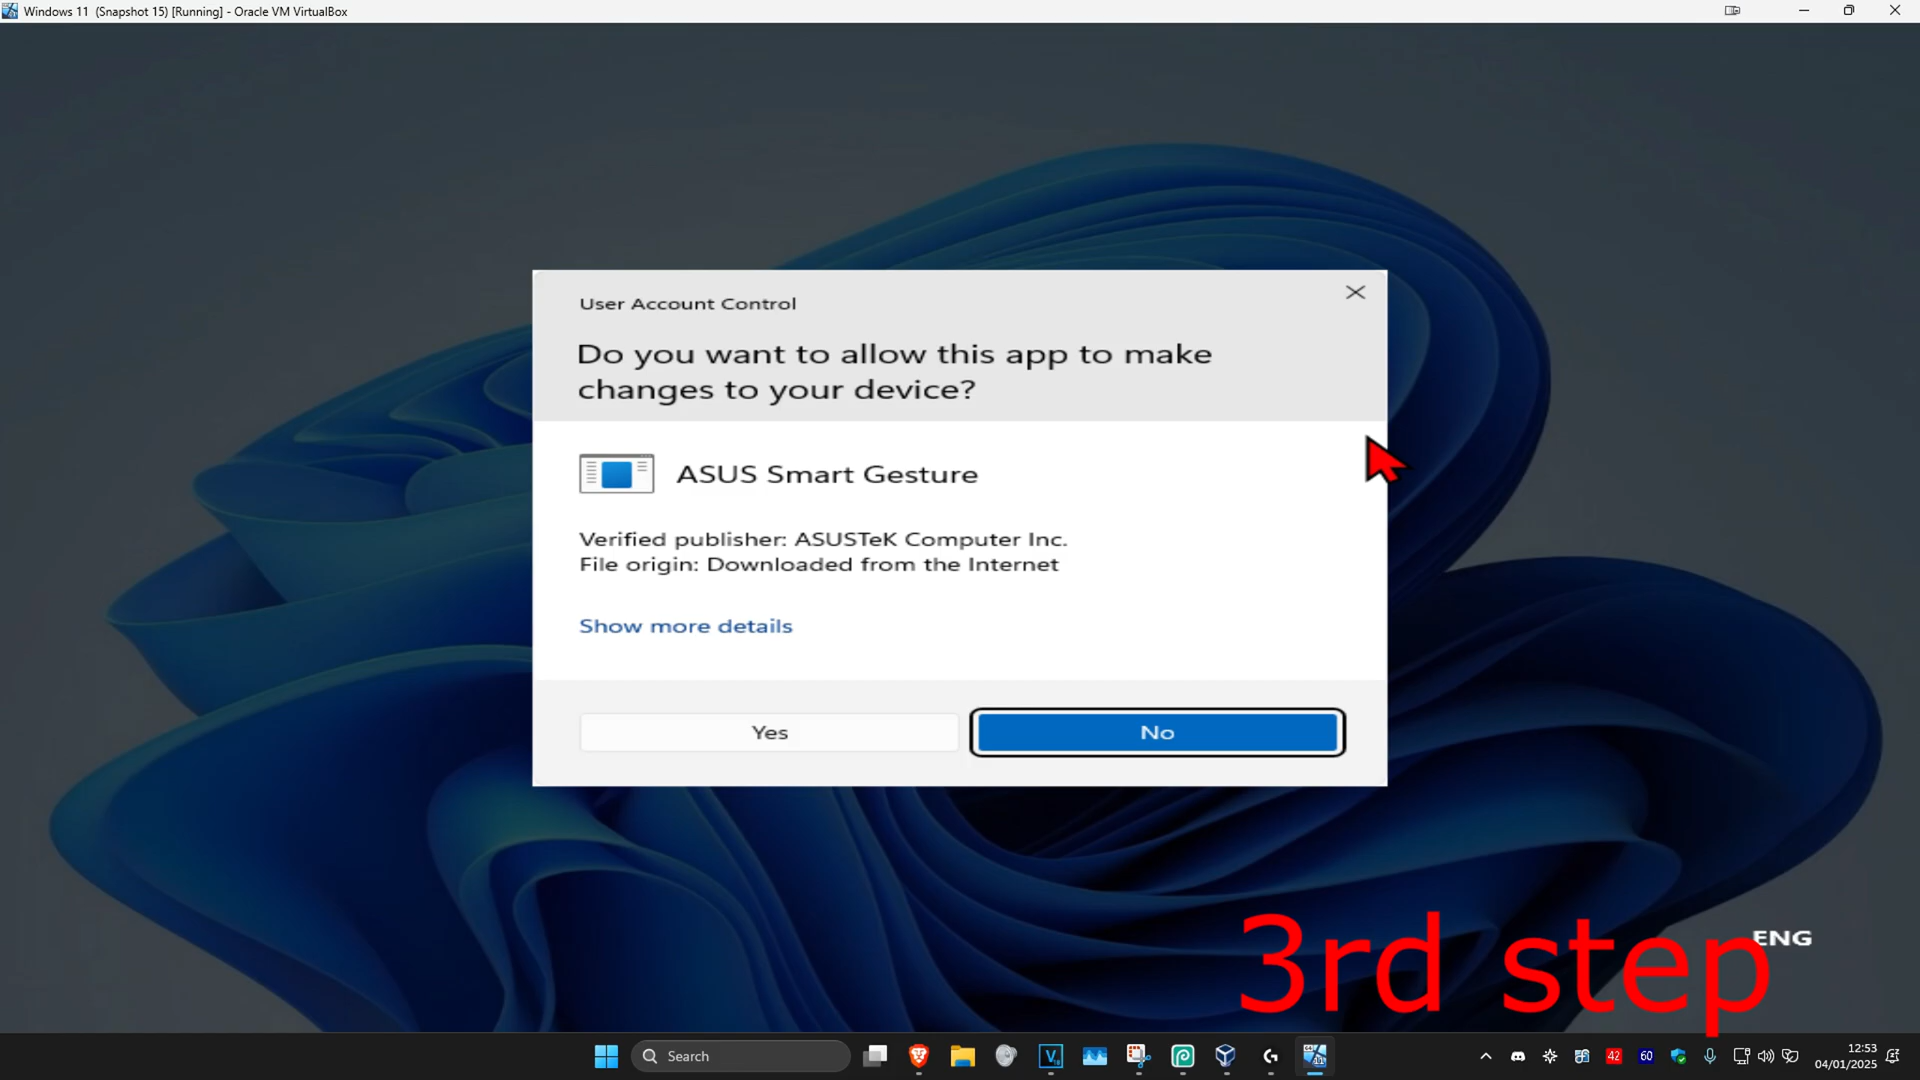 Windows 11 (Snapshot 15) [Running] - Oracle VM VirtualBox
User Account Control
Do you want to allow this app to make
changes to your device?
ASUS Smart Gesture
Verified publisher: ASUSTeK Computer Inc.
File origin: Downloaded from the Internet
Show more details
Yes
No
3rd step
ENG
Search
42
60
12:53
04/01/2025